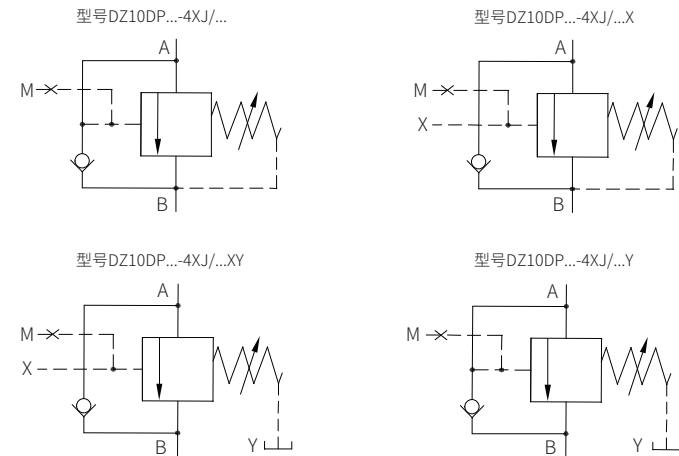 型号DZ10DP...-4XJ/...
A
M
B
型号DZ10DP...-4XJ/...X
A
M
X
B
型号DZ10DP...-4XJ/...XY
A
M
X
B
Y
型号DZ10DP...-4XJ/...Y
A
M
B
Y